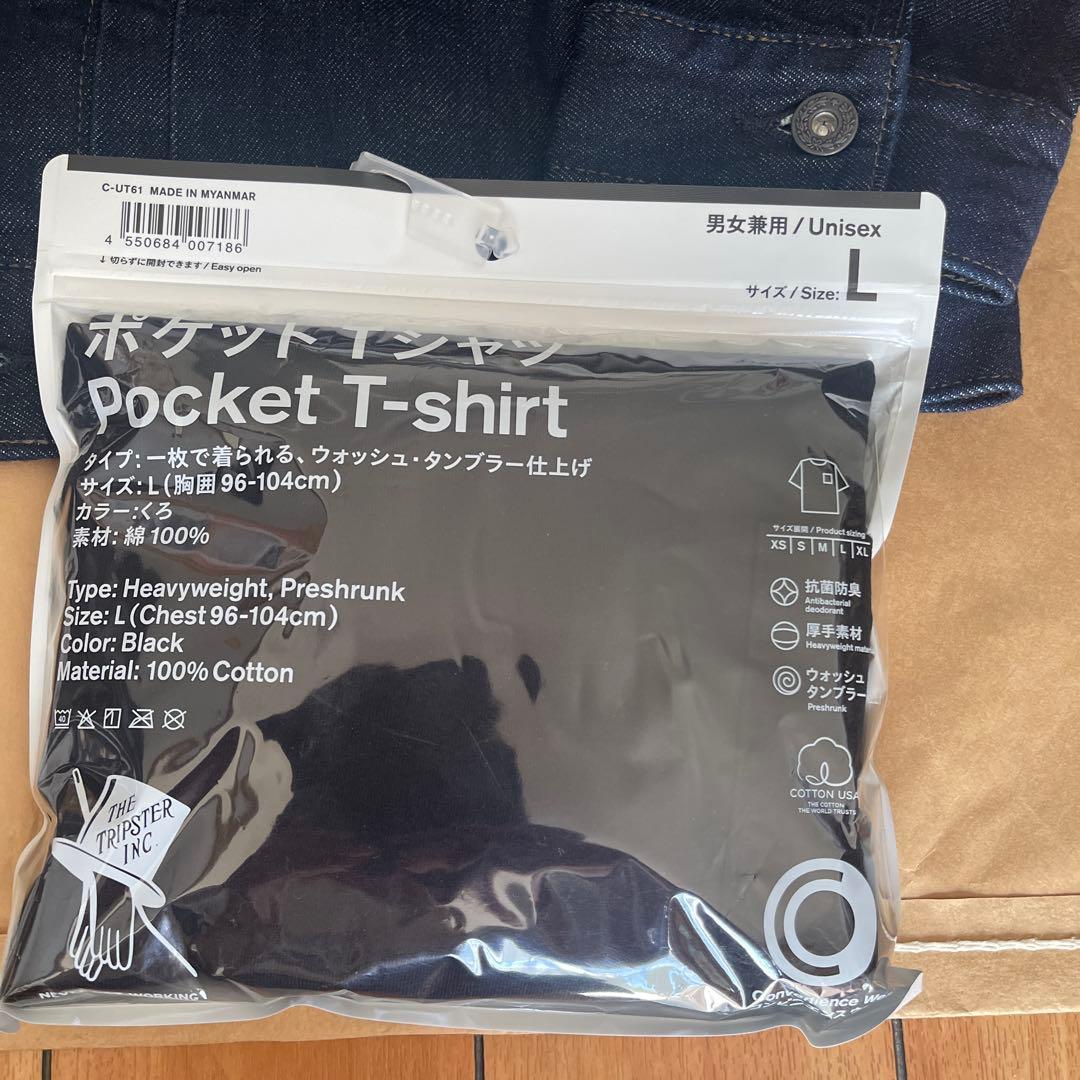 C-UT61 MADE IN MYANMAR
4 550684 007186
↓ 切らずに開封できます / Easy open
男女兼用 / Unisex
サイズ / Size: L
ポケットTシャツ
Pocket T-shirt
タイプ: 一枚で着られる、ウォッシュ・タンブラー仕上げ
サイズ: L (胸囲 96-104cm)
カラー:くろ
素材: 綿 100%
Type: Heavyweight, Preshrunk
Size: L (Chest 96-104cm)
Color: Black
Material: 100% Cotton
40
サイズ展開 / Product sizing
XS | S | M | L | XL
抗菌防臭
Antibacterial
deodorant
厚手素材
Heavyweight
ウォッシュ
タンブラー
Preshrunk
COTTON USA
THE COTTON
THE WORLD TRUSTS
THE
TRIPSTER
INC.
WORKING
Convenience